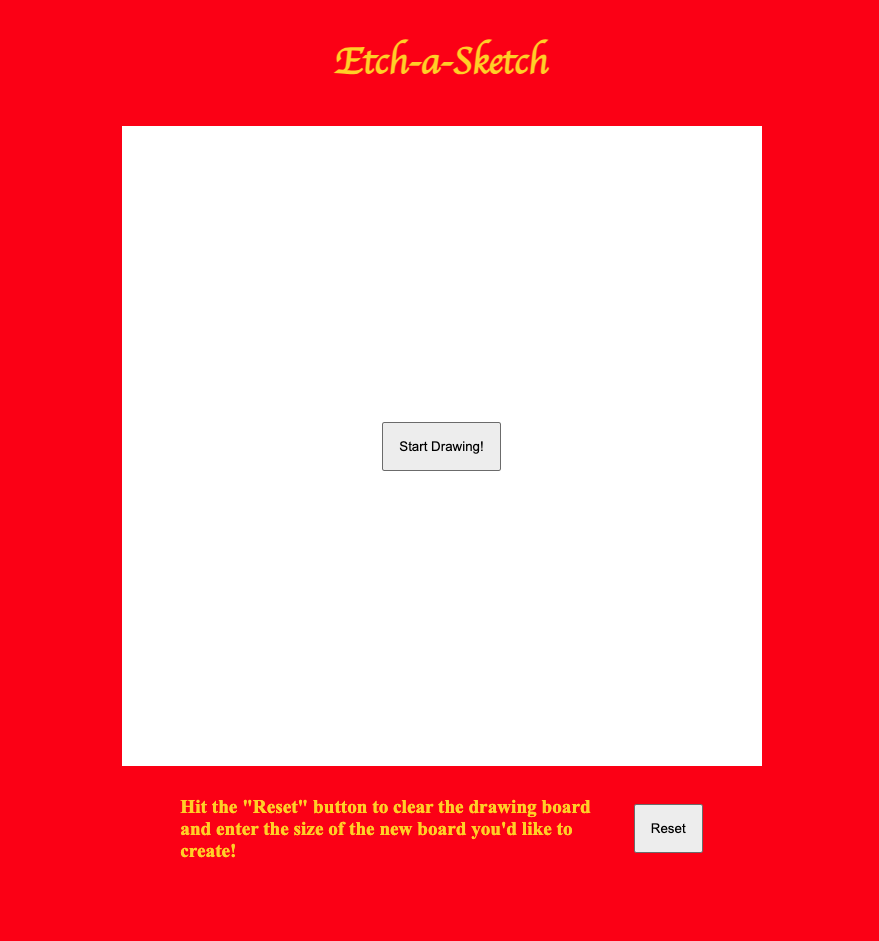 Etch-a-Sketch
Start Drawing!
Hit the "Reset" button to clear the drawing board
and enter the size of the new board you'd like to
create!
Reset